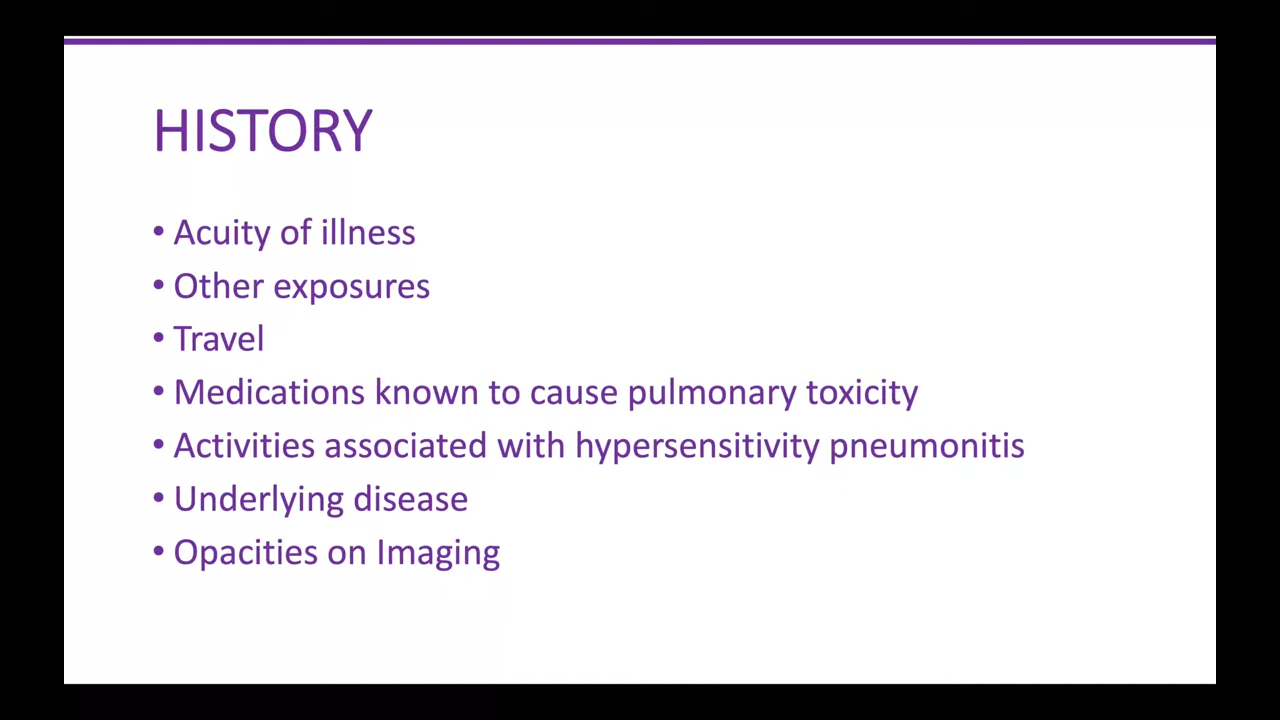 HISTORY
• Acuity of illness
• Other exposures
• Travel
• Medications known to cause pulmonary toxicity
• Activities associated with hypersensitivity pneumonitis
• Underlying disease
• Opacities on Imaging